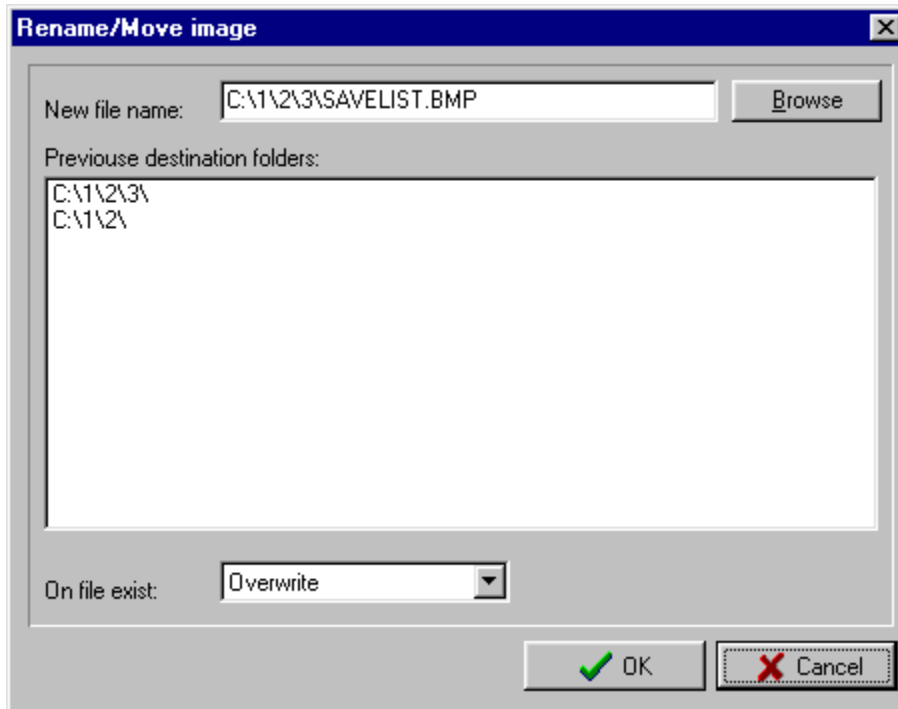 Rename/Move image
New file name: C:\1\2\3\SAVELIST.BMP Browse
Previouse destination folders:
C:\1\2\3\
C:\1\2\
On file exist: Overwrite
OK Cancel